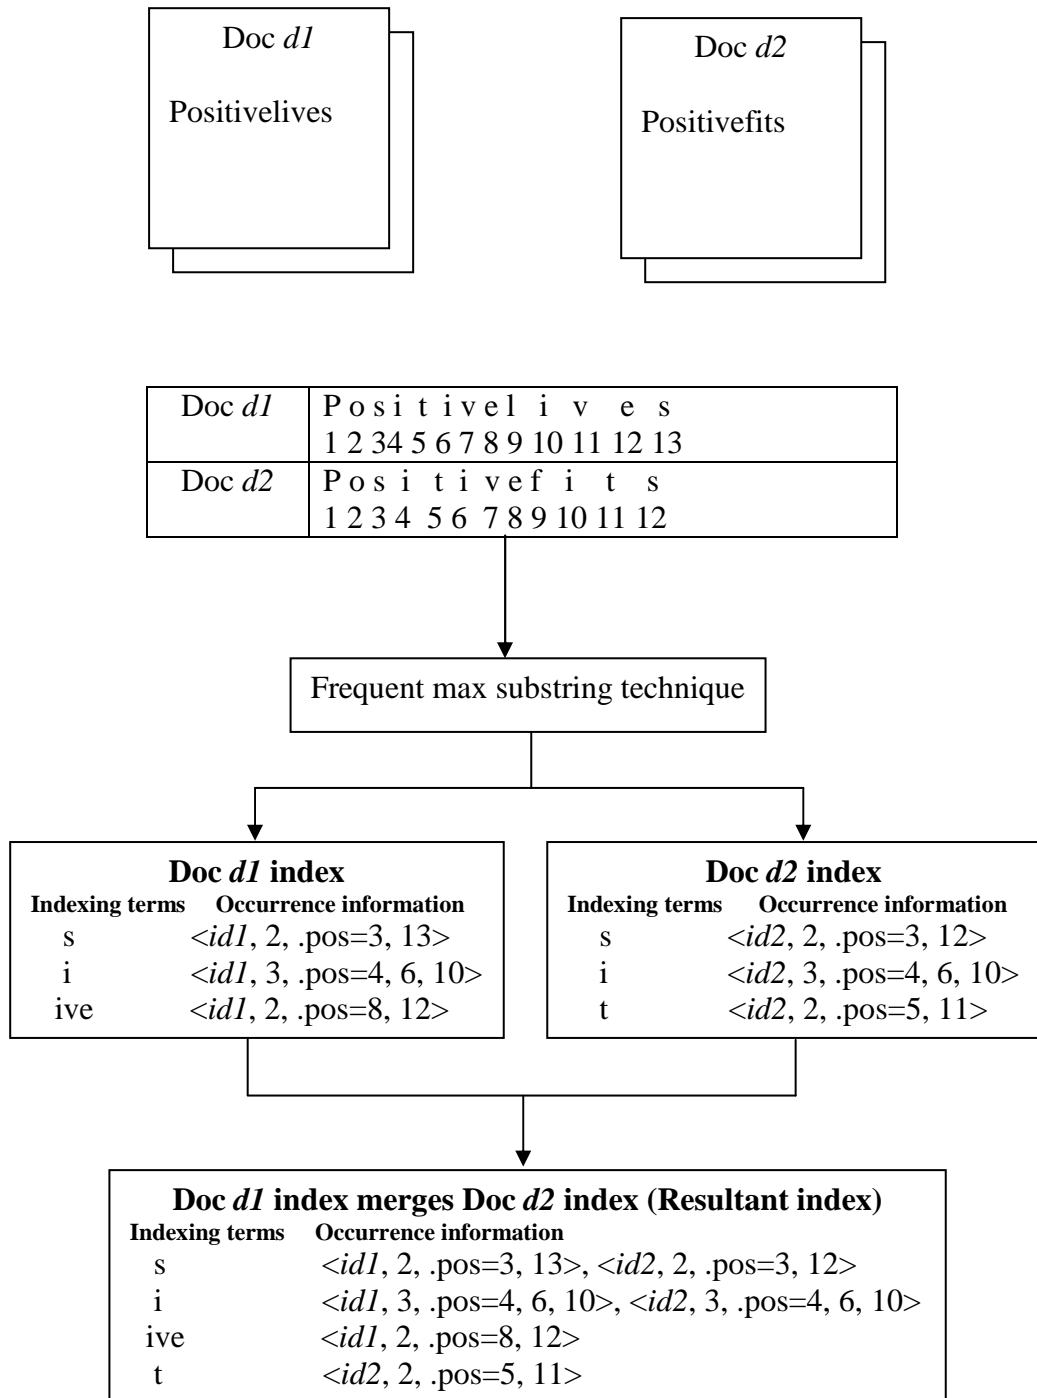 Doc d1
Positivelives
Doc d2
Positivefits
Doc d1
P o s i t i v e l i v e s
1 2 34 5 6 7 8 9 10 11 12 13
Doc d2
P o s i t i v e f i t s
1 2 3 4 5 6 7 8 9 10 11 12
Frequent max substring technique
Doc d1 index
Indexing terms Occurrence information
s <id1, 2, .pos=3, 13>
i <id1, 3, .pos=4, 6, 10>
ive <id1, 2, .pos=8, 12>
Doc d2 index
Indexing terms Occurrence information
s <id2, 2, .pos=3, 12>
i <id2, 3, .pos=4, 6, 10>
t <id2, 2, .pos=5, 11>
Doc d1 index merges Doc d2 index (Resultant index)
Indexing terms Occurrence information
s <id1, 2, .pos=3, 13>, <id2, 2, .pos=3, 12>
i <id1, 3, .pos=4, 6, 10>, <id2, 3, .pos=4, 6, 10>
ive <id1, 2, .pos=8, 12>
t <id2, 2, .pos=5, 11>